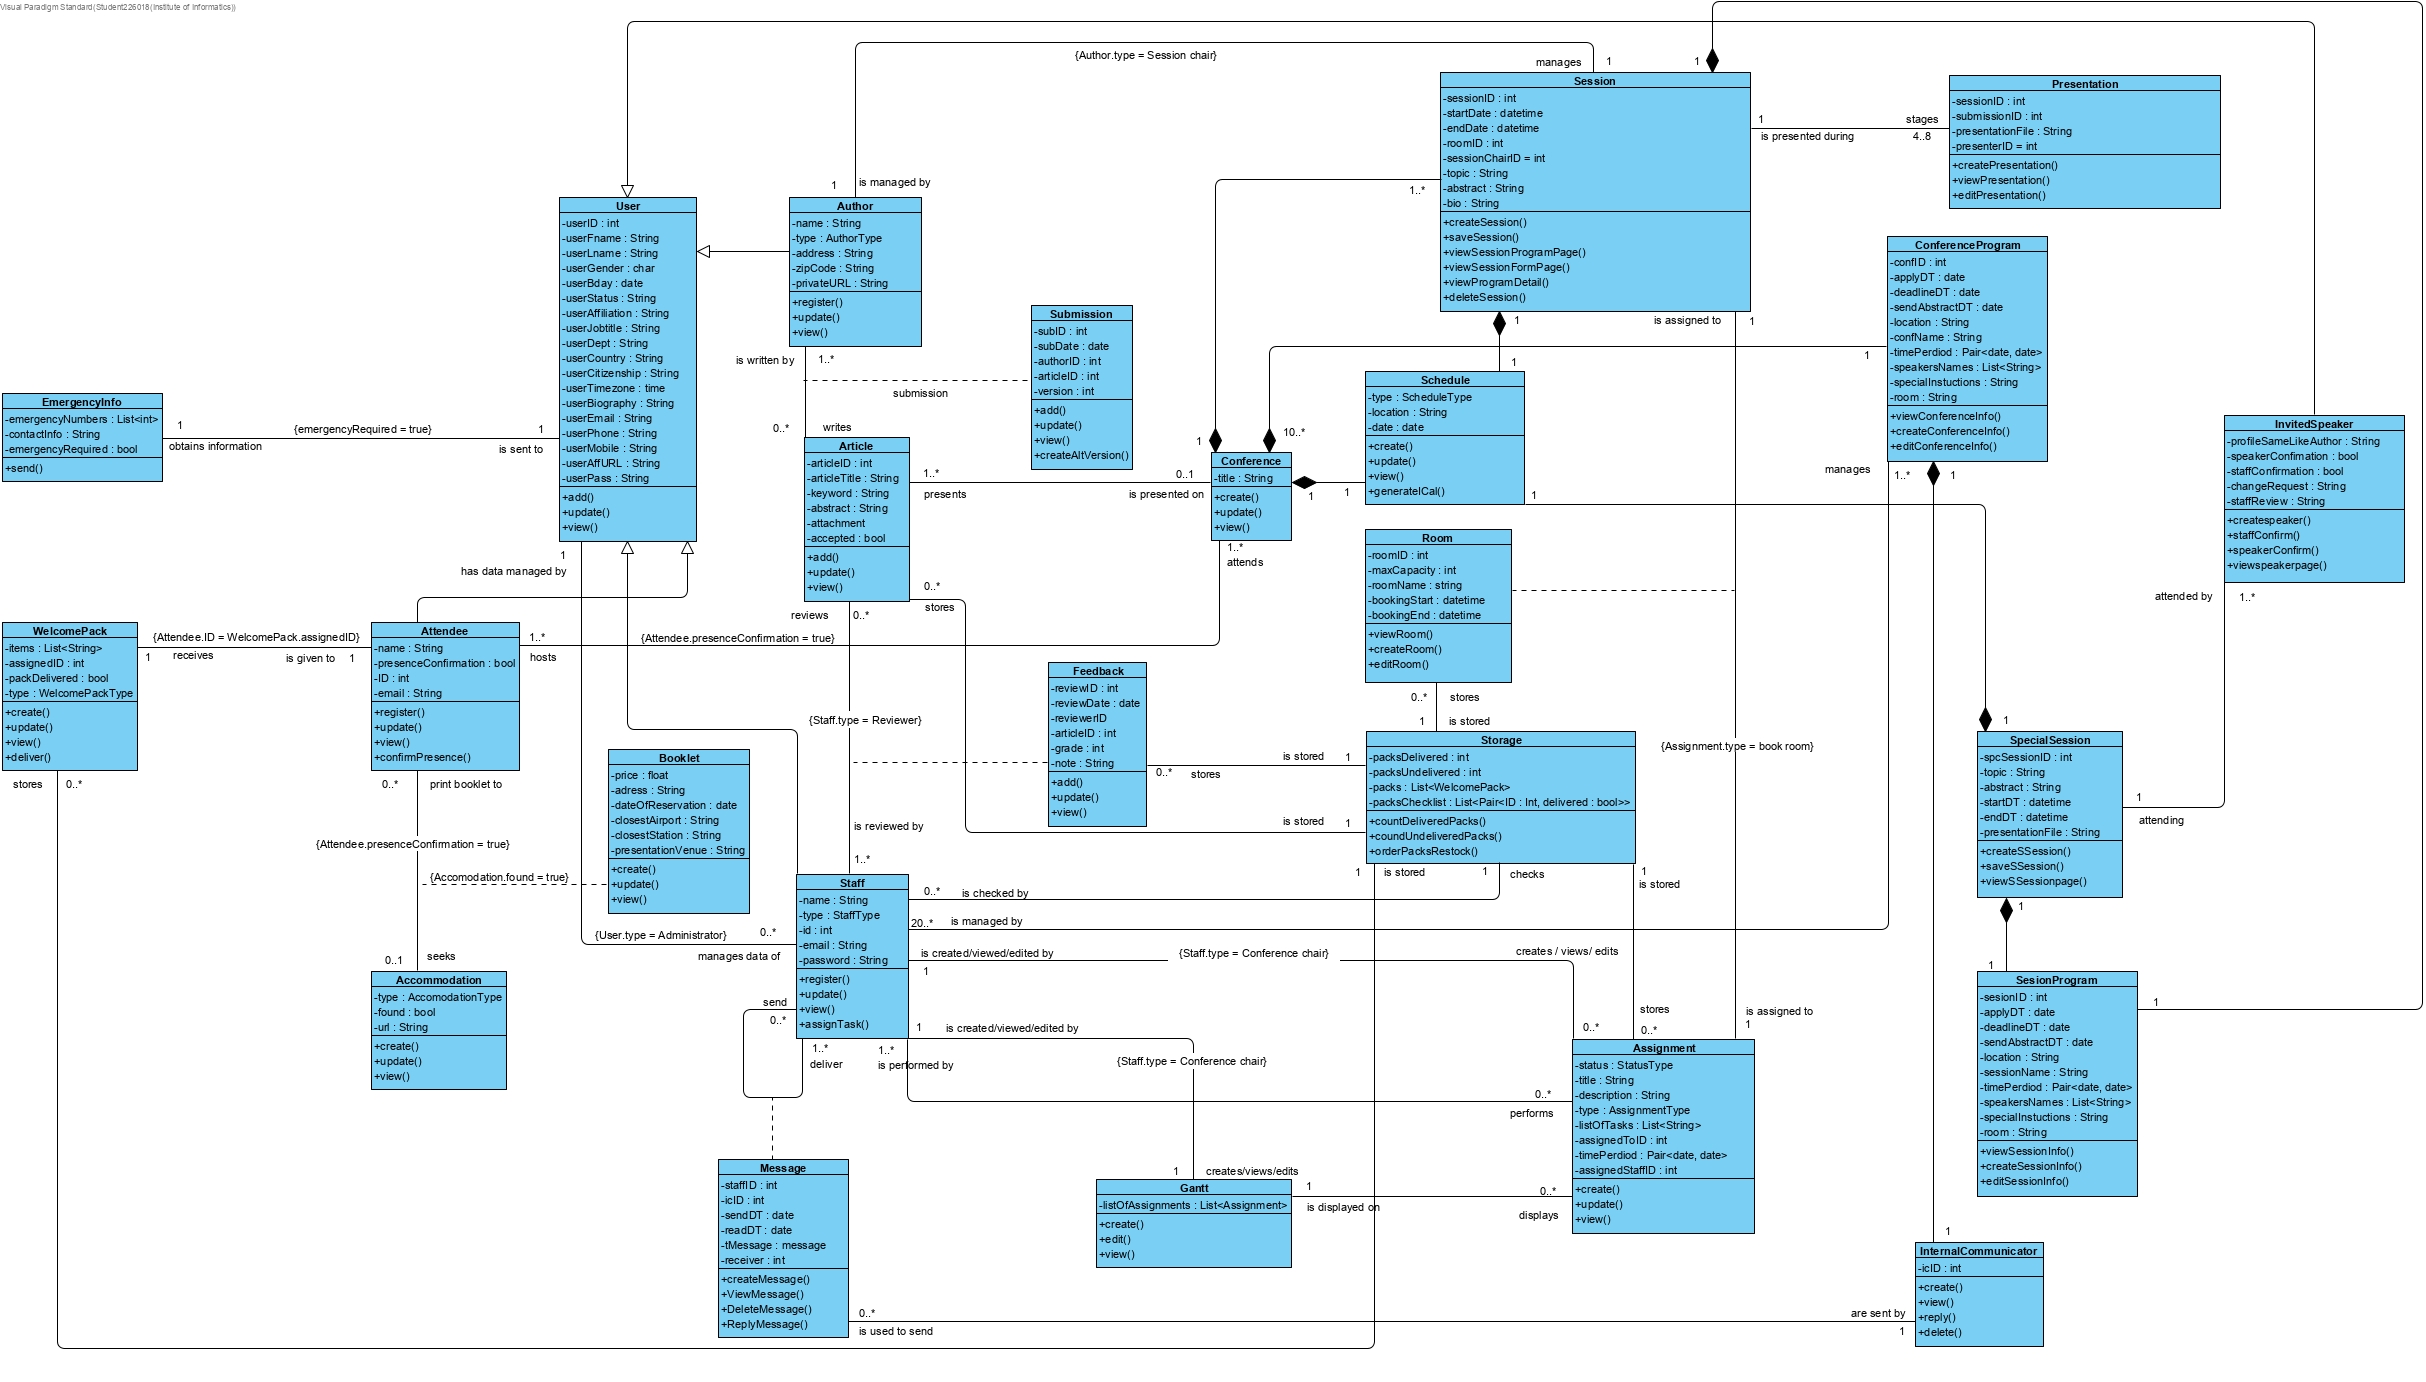 Visual Paradigm Standard(Student226018(Institute of Informatics))
{Author.type = Session chair}
manages
1
1
Session
-sessionID : int
-startDate : datetime
-endDate : datetime
-roomID : int
-sessionChairID = int
-topic : String
-abstract : String
-bio : String
+createSession()
+saveSession()
+viewSessionProgramPage()
+viewSessionFormPage()
+viewProgramDetail()
+deleteSession()
Presentation
-sessionID : int
-submissionID : int
-presentationFile : String
-presenterID = int
+createPresentation()
+viewPresentation()
+editPresentation()
1
is presented during
stages
4..8
1
is managed by
1..*
User
-userID : int
-userFname : String
-userLname : String
-userGender : char
-userBday : date
-userStatus : String
-userAffiliation : String
-userJobtitle : String
-userDept : String
-userCountry : String
-userCitizenship : String
-userTimezone : time
-userBiography : String
-userEmail : String
-userPhone : String
-userMobile : String
-userAffURL : String
-userPass : String
+add()
+update()
+view()
Author
-name : String
-type : AuthorType
-address : String
-zipCode : String
-privateURL : String
+register()
+update()
+view()
is written by
1..*
submission
0..*
writes
Submission
-subID : int
-subDate : date
-authorID : int
-articleID : int
-version : int
+add()
+update()
+view()
+createAltVersion()
ConferenceProgram
-confID : int
-applyDT : date
-deadlineDT : date
-sendAbstractDT : date
-location : String
-confName : String
-timePerdiod : Pair<date, date>
-speakersNames : List<String>
-specialInstuctions : String
-room : String
+viewConferenceInfo()
+createConferenceInfo()
+editConferenceInfo()
1
is assigned to
1
1
1
Schedule
-type : ScheduleType
-location : String
-date : date
+create()
+update()
+view()
+generateICal()
1
EmergencyInfo
-emergencyNumbers : List<int>
-contactInfo : String
-emergencyRequired : bool
+send()
1
obtains information
{emergencyRequired = true}
1
is sent to
Article
-articleID : int
-articleTitle : String
-keyword : String
-abstract : String
-attachment
-accepted : bool
+add()
+update()
+view()
1..*
presents
0..1
is presented on
1
10..*
Conference
-title : String
+create()
+update()
+view()
1
1
1..*
attends
InvitedSpeaker
-profileSameLikeAuthor : String
-speakerConfimation : bool
-staffConfirmation : bool
-changeRequest : String
-staffReview : String
+createspeaker()
+staffConfirm()
+speakerConfirm()
+viewspeakerpage()
attended by
1..*
manages
1..*
1
Room
-roomID : int
-maxCapacity : int
-roomName : string
-bookingStart : datetime
-bookingEnd : datetime
+viewRoom()
+createRoom()
+editRoom()
0..*
stores
1
is stored
1
has data managed by
reviews
0..*
0..*
stores
WelcomePack
-items : List<String>
-assignedID : int
-packDelivered : bool
-type : WelcomePackType
+create()
+update()
+view()
+deliver()
stores
0..*
{Attendee.ID = WelcomePack.assignedID}
1
receives
is given to
1
Attendee
-name : String
-presenceConfirmation : bool
-ID : int
-email : String
+register()
+update()
+view()
+confirmPresence()
1..*
hosts
{Attendee.presenceConfirmation = true}
0..*
print booklet to
{Attendee.presenceConfirmation = true}
{Accomodation.found = true}
0..1
seeks
{Staff.type = Reviewer}
Feedback
-reviewID : int
-reviewDate : date
-reviewerID
-articleID : int
-grade : int
-note : String
+add()
+update()
+view()
0..*
stores
is stored
1
is stored
1
Storage
-packsDelivered : int
-packsUndelivered : int
-packs : List<WelcomePack>
-packsChecklist : List<Pair<ID : Int, delivered : bool>>
+countDeliveredPacks()
+coundUndeliveredPacks()
+orderPacksRestock()
{Assignment.type = book room}
1
is stored
1
checks
1
is stored
Booklet
-price : float
-adress : String
-dateOfReservation : date
-closestAirport : String
-closestStation : String
-presentationVenue : String
+create()
+update()
+view()
is reviewed by
1..*
SpecialSession
-spcSessionID : int
-topic : String
-abstract : String
-startDT : datetime
-endDT : datetime
-presentationFile : String
+createSSession()
+saveSSession()
+viewSSessionpage()
1
1
attending
1
1
Staff
-name : String
-type : StaffType
-id : int
-email : String
-password : String
+register()
+update()
+view()
+assignTask()
0..*
is checked by
20..*
is managed by
is created/viewed/edited by
1
{Staff.type = Conference chair}
creates / views/ edits
{User.type = Administrator}
0..*
manages data of
Accommodation
-type : AccomodationType
-found : bool
-url : String
+create()
+update()
+view()
send
0..*
1..*
deliver
1
is created/viewed/edited by
1..*
is performed by
{Staff.type = Conference chair}
0..*
stores
0..*
is assigned to
1
Assignment
-status : StatusType
-title : String
-description : String
-type : AssignmentType
-listOfTasks : List<String>
-assignedToID : int
-timePerdiod : Pair<date, date>
-assignedStaffID : int
+create()
+update()
+view()
0..*
performs
SesionProgram
-sesionID : int
-applyDT : date
-deadlineDT : date
-sendAbstractDT : date
-location : String
-sessionName : String
-timePerdiod : Pair<date, date>
-speakersNames : List<String>
-specialInstuctions : String
-room : String
+viewSessionInfo()
+createSessionInfo()
+editSessionInfo()
1
Message
-staffID : int
-icID : int
-sendDT : date
-readDT : date
-tMessage : message
-receiver : int
+createMessage()
+ViewMessage()
+DeleteMessage()
+ReplyMessage()
1
creates/views/edits
Gantt
-listOfAssignments : List<Assignment>
+create()
+edit()
+view()
1
is displayed on
0..*
displays
1
InternalCommunicator
-icID : int
+create()
+view()
+reply()
+delete()
0..*
is used to send
are sent by
1